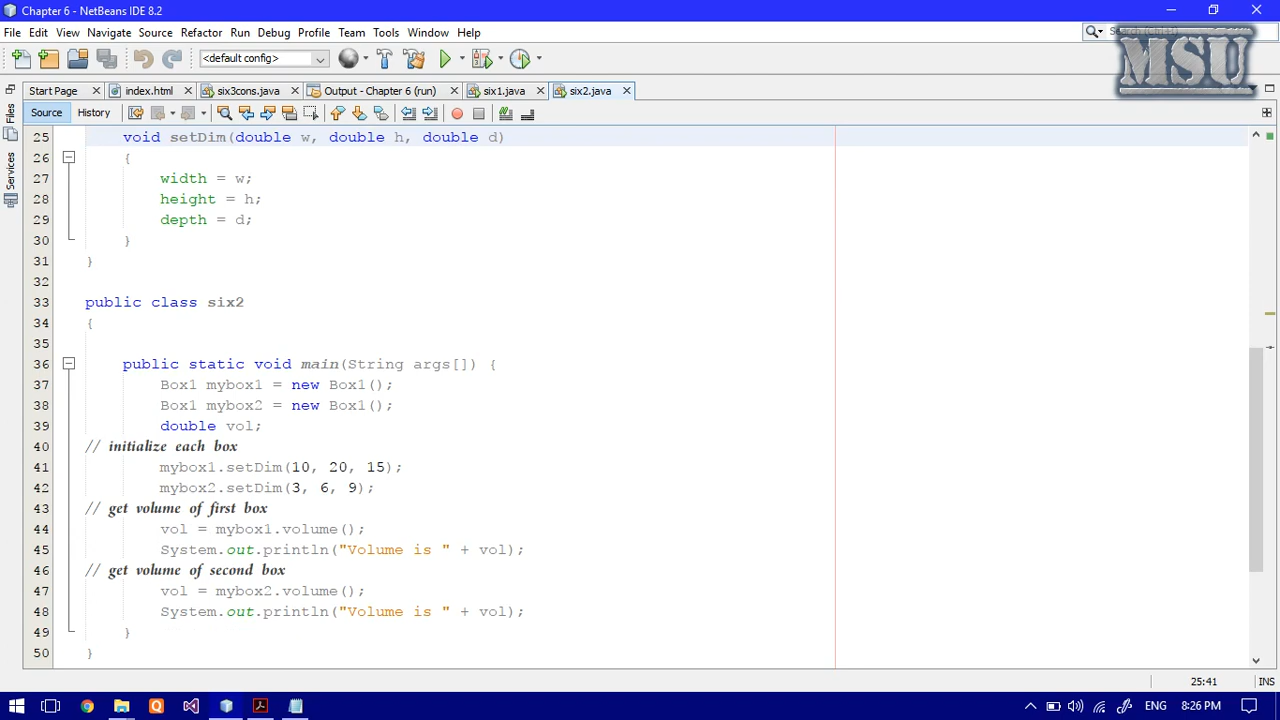 Chapter 6 - NetBeans IDE 8.2
File Edit View Navigate Source Refactor Run Debug Profile Team Tools Window Help
Search (Ctrl+I)
MSU
<default config>
Start Page index.html six3cons.java Output - Chapter 6 (run) six1.java six2.java
Source History
Files
Services
25 void setDim(double w, double h, double d)
26 {
27 width = w;
28 height = h;
29 depth = d;
30 }
31 }
32
33 public class six2
34 {
35
36 public static void main(String args[]) {
37 Box1 mybox1 = new Box1();
38 Box1 mybox2 = new Box1();
39 double vol;
40 // initialize each box
41 mybox1.setDim(10, 20, 15);
42 mybox2.setDim(3, 6, 9);
43 // get volume of first box
44 vol = mybox1.volume();
45 System.out.println("Volume is " + vol);
46 // get volume of second box
47 vol = mybox2.volume();
48 System.out.println("Volume is " + vol);
49 }
50 }
25:41 INS
ENG 8:26 PM